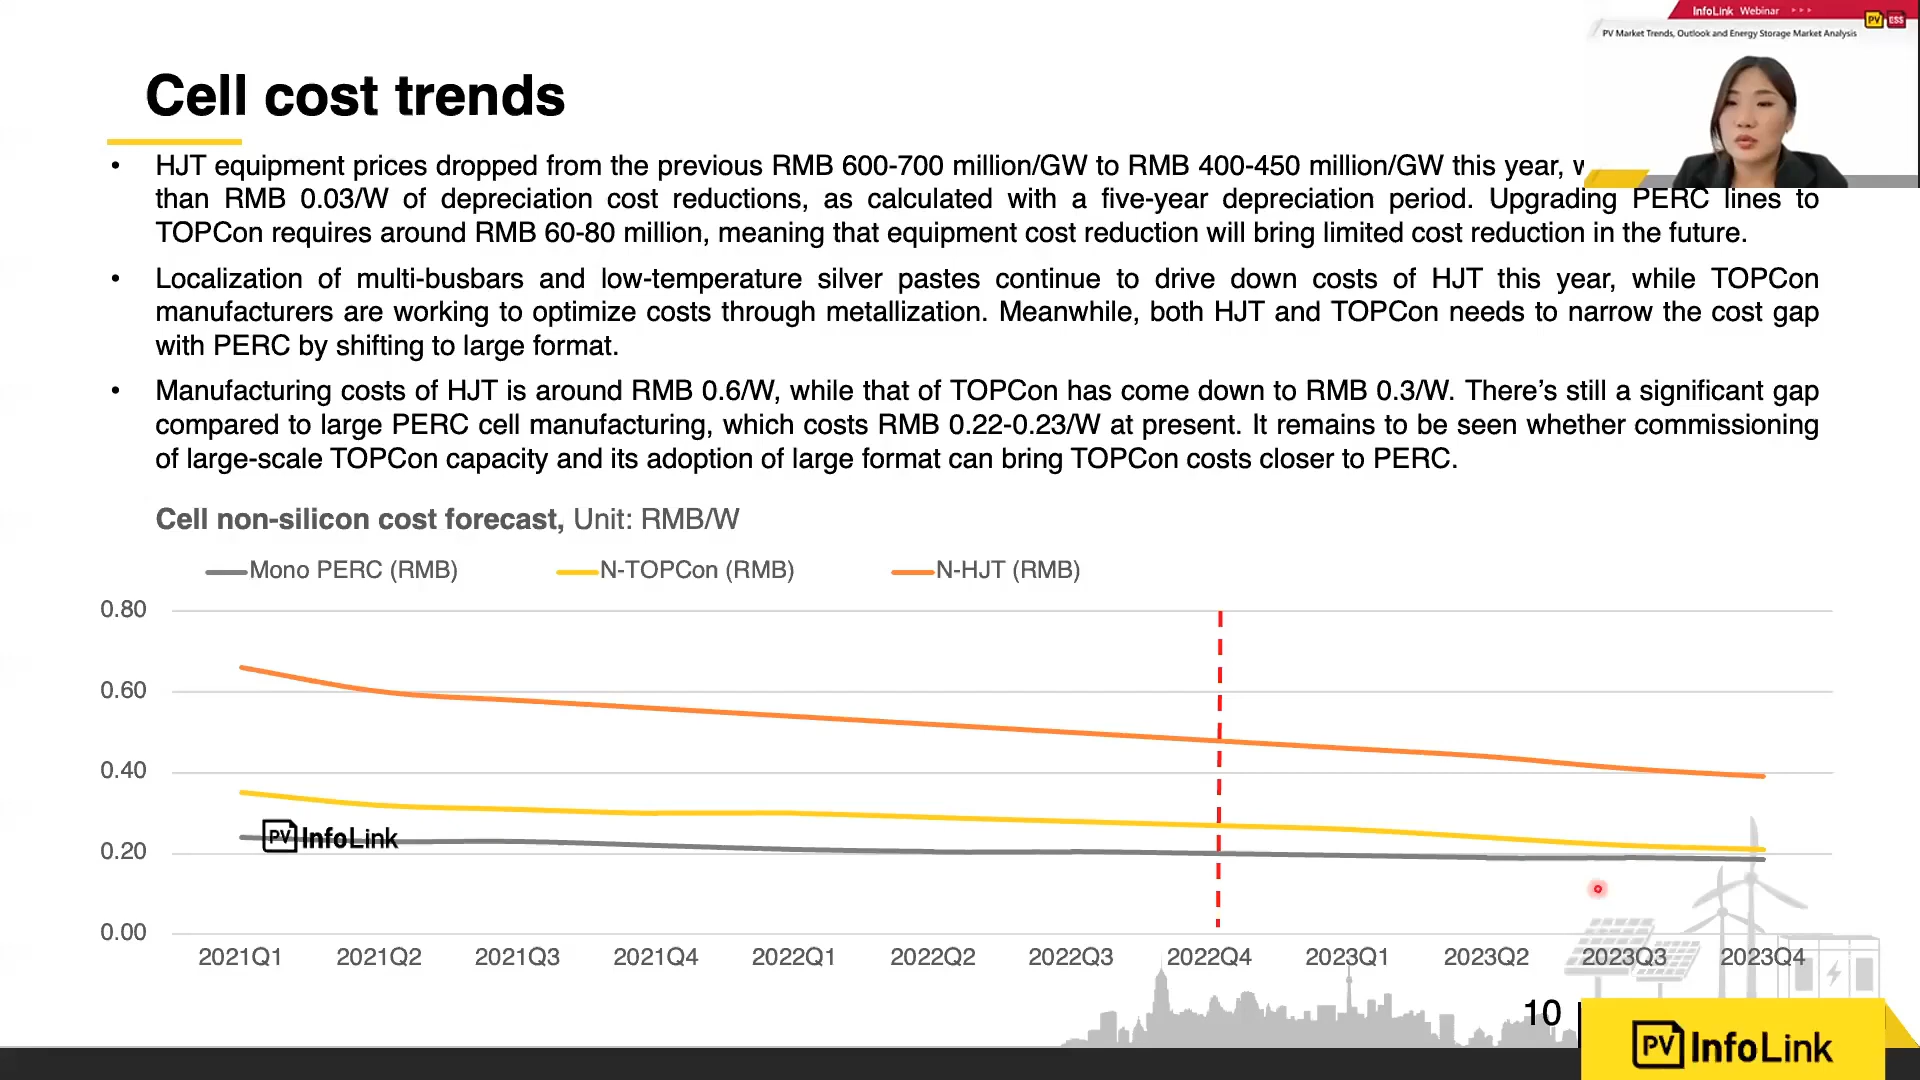 InfoLink Webinar
PV ESS
PV Market Trends, Outlook and Energy Storage Market Analysis
Cell cost trends
• HJT equipment prices dropped from the previous RMB 600-700 million/GW to RMB 400-450 million/GW this year,
than RMB 0.03/W of depreciation cost reductions, as calculated with a five-year depreciation period. Upgrading PERC lines to
TOPCon requires around RMB 60-80 million, meaning that equipment cost reduction will bring limited cost reduction in the future.
• Localization of multi-busbars and low-temperature silver pastes continue to drive down costs of HJT this year, while TOPCon
manufacturers are working to optimize costs through metallization. Meanwhile, both HJT and TOPCon needs to narrow the cost gap
with PERC by shifting to large format.
• Manufacturing costs of HJT is around RMB 0.6/W, while that of TOPCon has come down to RMB 0.3/W. There’s still a significant gap
compared to large PERC cell manufacturing, which costs RMB 0.22-0.23/W at present. It remains to be seen whether commissioning
of large-scale TOPCon capacity and its adoption of large format can bring TOPCon costs closer to PERC.
Cell non-silicon cost forecast, Unit: RMB/W
Mono PERC (RMB) N-TOPCon (RMB) N-HJT (RMB)
0.80
0.60
0.40
PV InfoLink
0.20
0.00
2021Q1 2021Q2 2021Q3 2021Q4 2022Q1 2022Q2 2022Q3 2022Q4 2023Q1 2023Q2 2023Q3 2023Q4
10
PV InfoLink